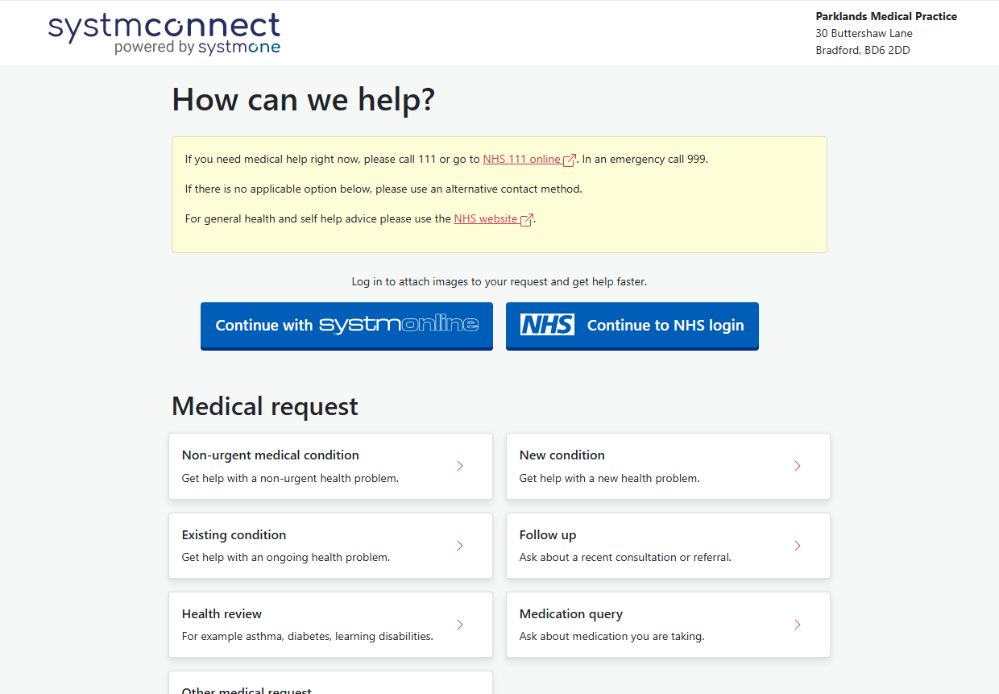 systmconnect
powered by systmone
Parklands Medical Practice
30 Buttershaw Lane
Bradford, BD6 2DD
How can we help?
If you need medical help right now, please call 111 or go to NHS 111 online. In an emergency call 999.
If there is no applicable option below, please use an alternative contact method.
For general health and self help advice please use the NHS website.
Log in to attach images to your request and get help faster.
Continue with systmonline
NHS Continue to NHS login
Medical request
Non-urgent medical condition
Get help with a non-urgent health problem.
New condition
Get help with a new health problem.
Existing condition
Get help with an ongoing health problem.
Follow up
Ask about a recent consultation or referral.
Health review
For example asthma, diabetes, learning disabilities.
Medication query
Ask about medication you are taking.
Other medical request